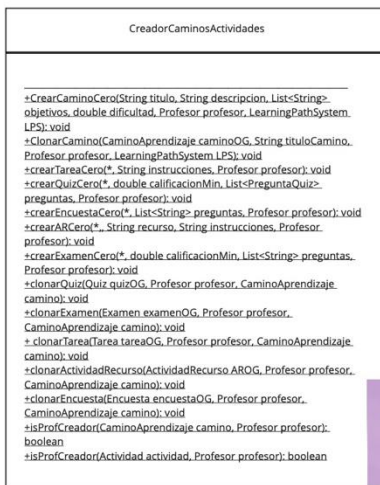 CreadorCaminosActividades
+CrearCaminoCero(String titulo, String descripcion, List<String>
objetivos, double dificultad, Profesor profesor, LearningPathSystem
LPS): void
+ClonarCamino(CaminoAprendizaje caminoOG, String tituloCamino,
Profesor profesor, LearningPathSystem LPS): void
+crearTareaCero(*, String instrucciones, Profesor profesor): void
+crearQuizCero(*, double calificacionMin, List<PreguntaQuiz>
preguntas, Profesor profesor): void
+crearEncuestaCero(*, List<String> preguntas, Profesor profesor): void
+crearARCero(*,, String recurso, String instrucciones, Profesor
profesor): void
+crearExamenCero(*, double calificacionMin, List<String> preguntas,
Profesor profesor): void
+clonarQuiz(Quiz quizOG, Profesor profesor, CaminoAprendizaje
camino): void
+clonarExamen(Examen examenOG, Profesor profesor,
CaminoAprendizaje camino): void
+ clonarTarea(Tarea tareaOG, Profesor profesor, CaminoAprendizaje
camino): void
+clonarActividadRecurso(ActividadRecurso AROG, Profesor profesor,
CaminoAprendizaje camino): void
+clonarEncuesta(Encuesta encuestaOG, Profesor profesor,
CaminoAprendizaje camino): void
+isProfCreador(CaminoAprendizaje camino, Profesor profesor):
boolean
+isProfCreador(Actividad actividad, Profesor profesor): boolean